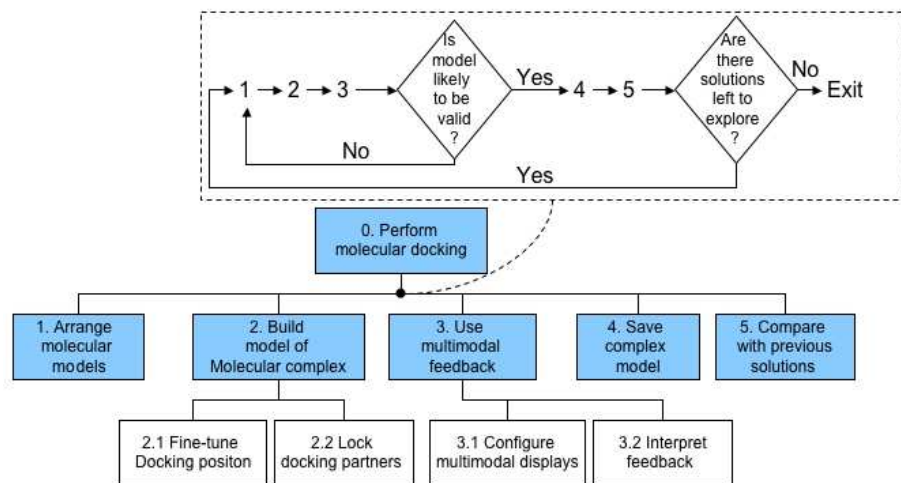 Is
model
likely
to be
valid
?
Are
there
solutions
left to
explore
?
1
2
3
Yes
4
5
No
Exit
No
Yes
0. Perform
molecular docking
1. Arrange
molecular
models
2. Build
model of
Molecular complex
3. Use
multimodal
feedback
4. Save
complex
model
5. Compare
with previous
solutions
2.1 Fine-tune
Docking positon
2.2 Lock
docking partners
3.1 Configure
multimodal displays
3.2 Interpret
feedback